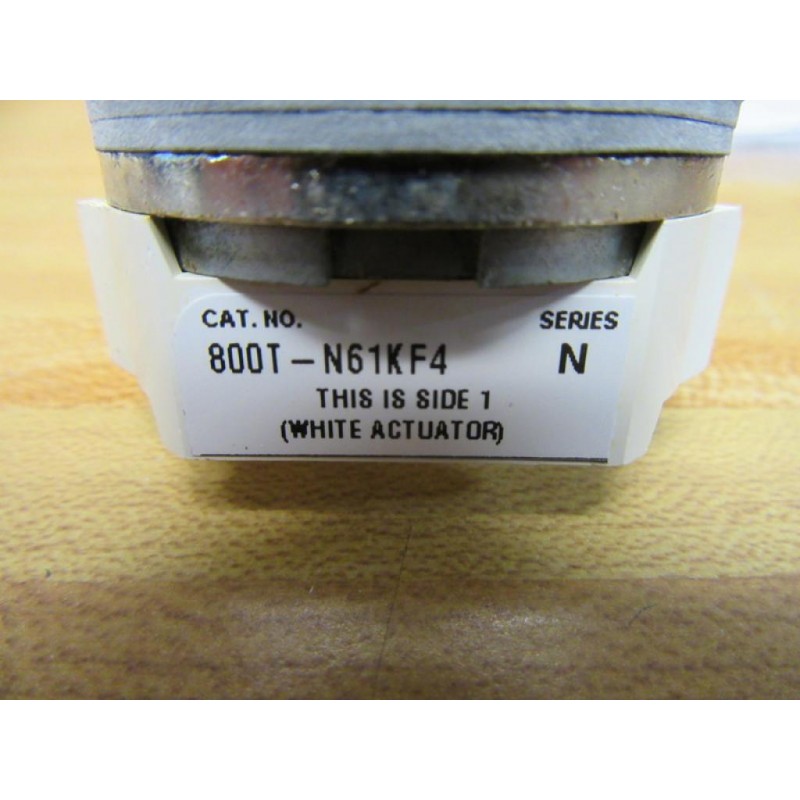 CAT. NO. SERIES
800T-N61KF4 N
THIS IS SIDE 1
(WHITE ACTUATOR)